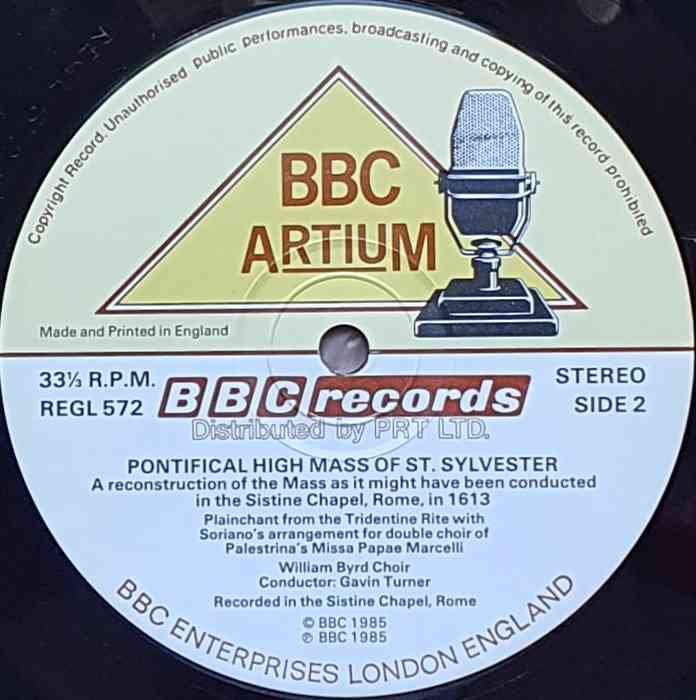 Copyright Record. Unauthorised public performances, broadcasting and copying of this record prohibited
BBC
ARTIUM
Made and Printed in England
33⅓ R.P.M.
REGL 572
BBC records
STEREO
SIDE 2
Distributed by PRT LTD.
PONTIFICAL HIGH MASS OF ST. SYLVESTER
A reconstruction of the Mass as it might have been conducted
in the Sistine Chapel, Rome, in 1613
Plainchant from the Tridentine Rite with
Soriano's arrangement for double choir of
Palestrina's Missa Papae Marcelli
William Byrd Choir
Conductor: Gavin Turner
Recorded in the Sistine Chapel, Rome
© BBC 1985
℗ BBC 1985
BBC ENTERPRISES LONDON ENGLAND